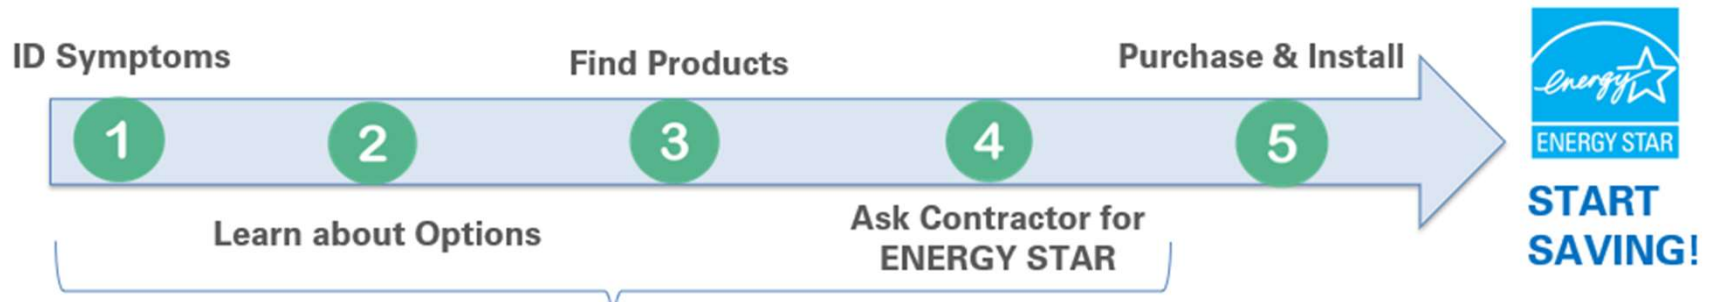 ID Symptoms
Find Products
Purchase & Install
1
2
3
4
5
Learn about Options
Ask Contractor for
ENERGY STAR
energy
ENERGY STAR
START
SAVING!